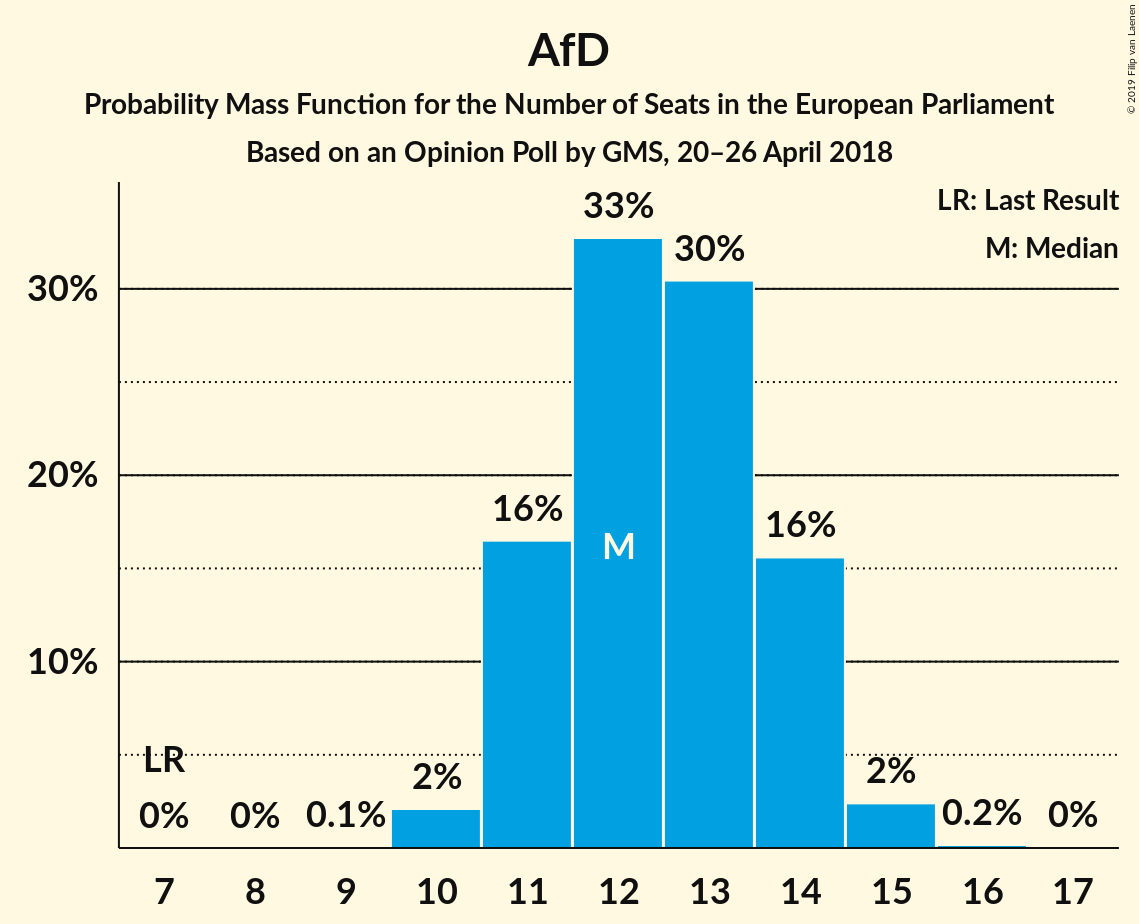 AfD
Probability Mass Function for the Number of Seats in the European Parliament
Based on an Opinion Poll by GMS, 20–26 April 2018
© 2019 Filip van Laenen
LR: Last Result
M: Median
33%
30%
30%
20%
16%
16%
M
10%
LR
2%
2%
0%
0%
0.1%
0.2%
0%
7 8 9 10 11 12 13 14 15 16 17